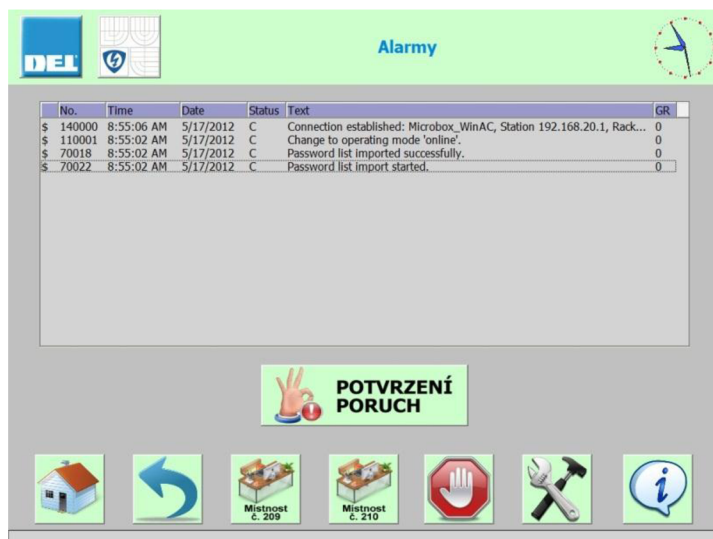 DEL
Alarmy
No. Time Date Status Text GR
$ 140000 8:55:06 AM 5/17/2012 C Connection established: Microbox_WinAC, Station 192.168.20.1, Rack... 0
$ 110001 8:55:02 AM 5/17/2012 C Change to operating mode 'online'. 0
$ 70018 8:55:02 AM 5/17/2012 C Password list imported successfully. 0
$ 70022 8:55:02 AM 5/17/2012 C Password list import started. 0
POTVRZENÍ
PORUCH
Místnost
č. 209
Místnost
č. 210